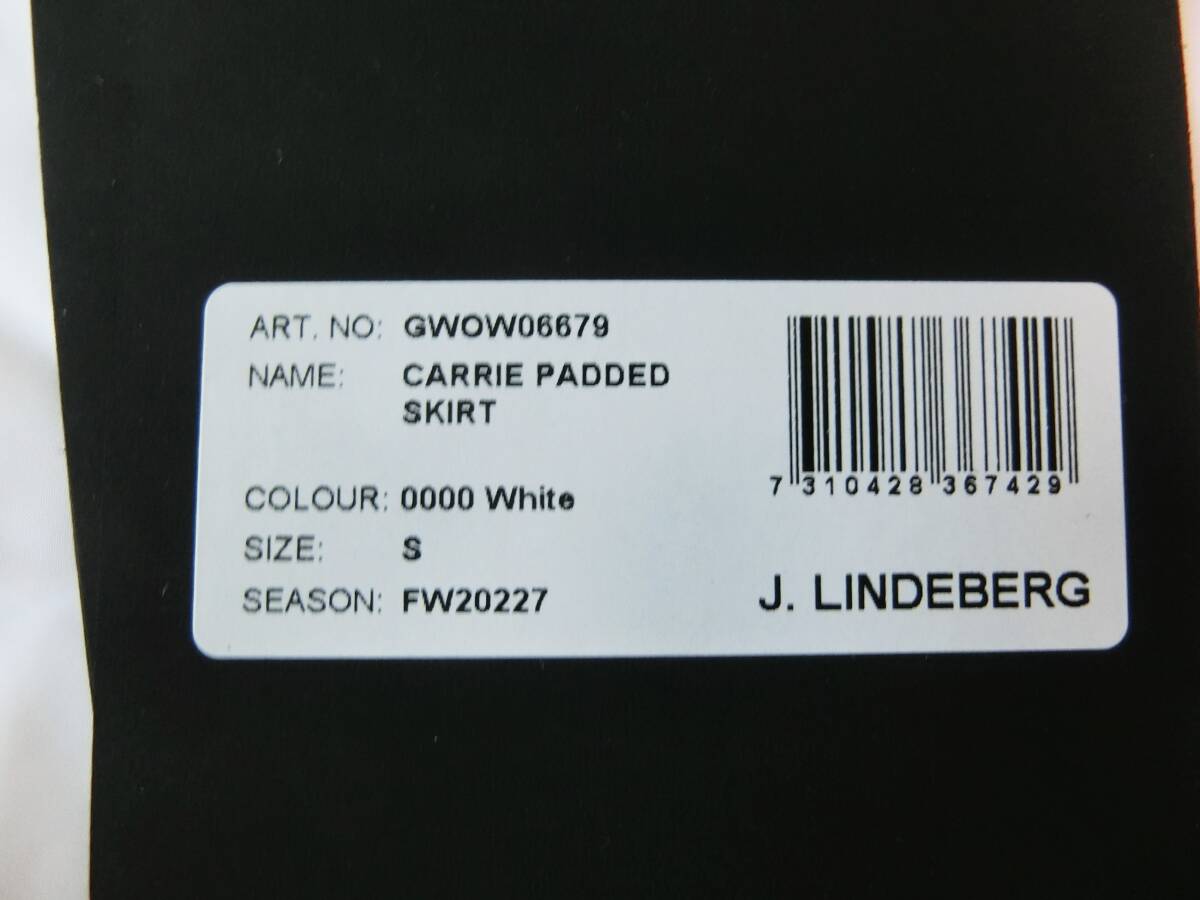 ART. NO: GWOW06679
NAME: CARRIE PADDED
SKIRT
COLOUR: 0000 White
SIZE: S
SEASON: FW20227
7 310428 367429
J. LINDEBERG